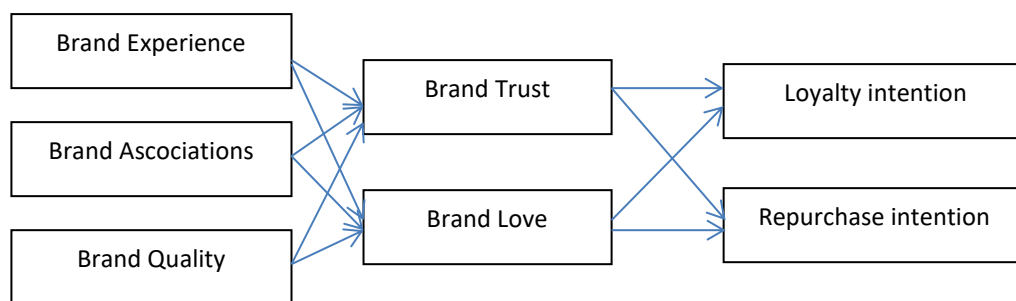 Brand Experience
Brand Ascociations
Brand Quality
Brand Trust
Brand Love
Loyalty intention
Repurchase intention